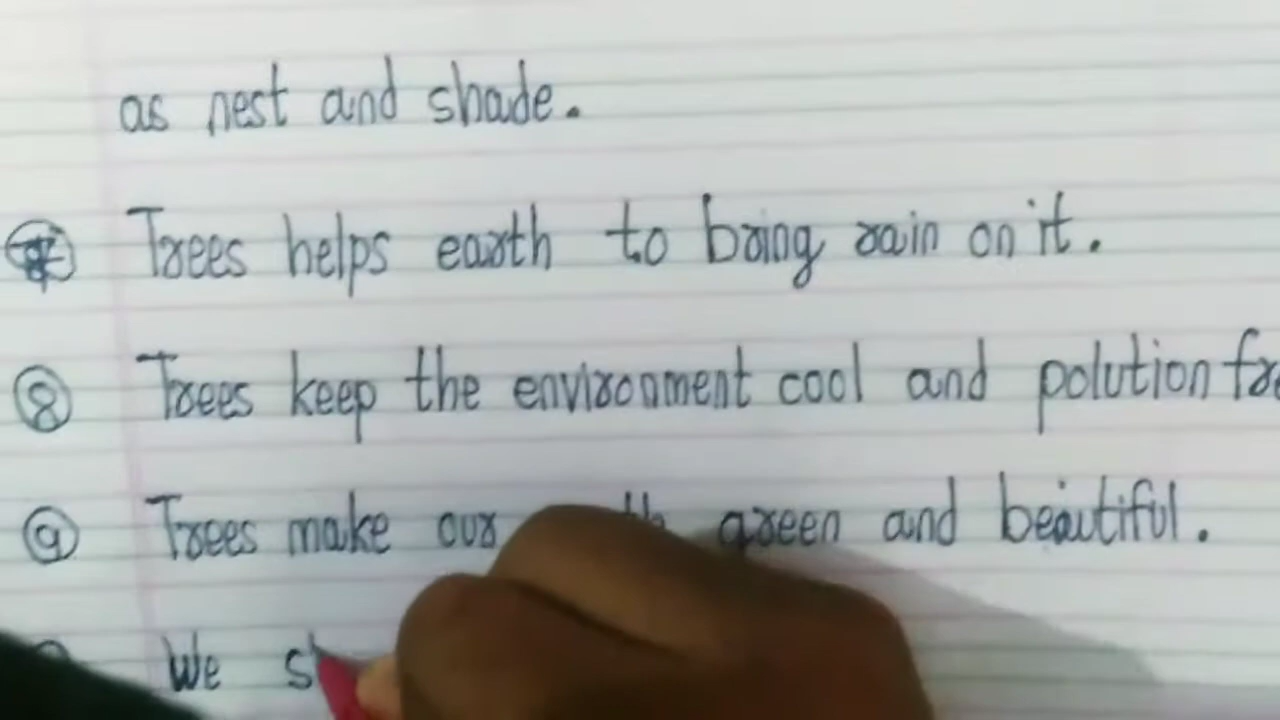 as nest and shade.
Trees helps earth to bring rain on it.
8 Trees keep the environment cool and polution
9 Trees make our green and beautiful.
We